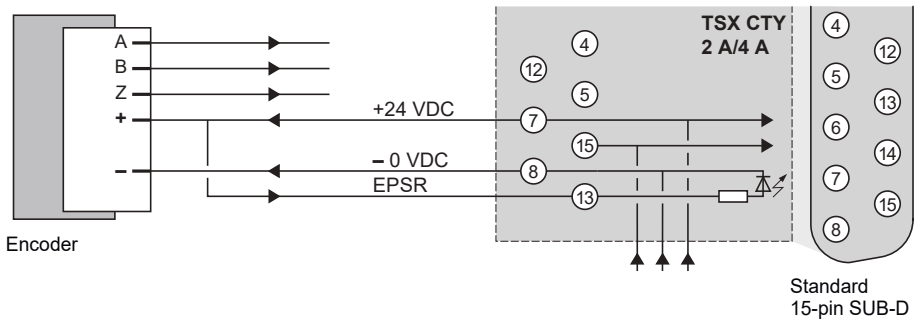 A
B
Z
+
–
Encoder
+24 VDC
– 0 VDC
EPSR
TSX CTY
2 A/4 A
4
12
5
7
15
8
13
4
12
5
13
6
14
7
15
8
Standard
15-pin SUB-D